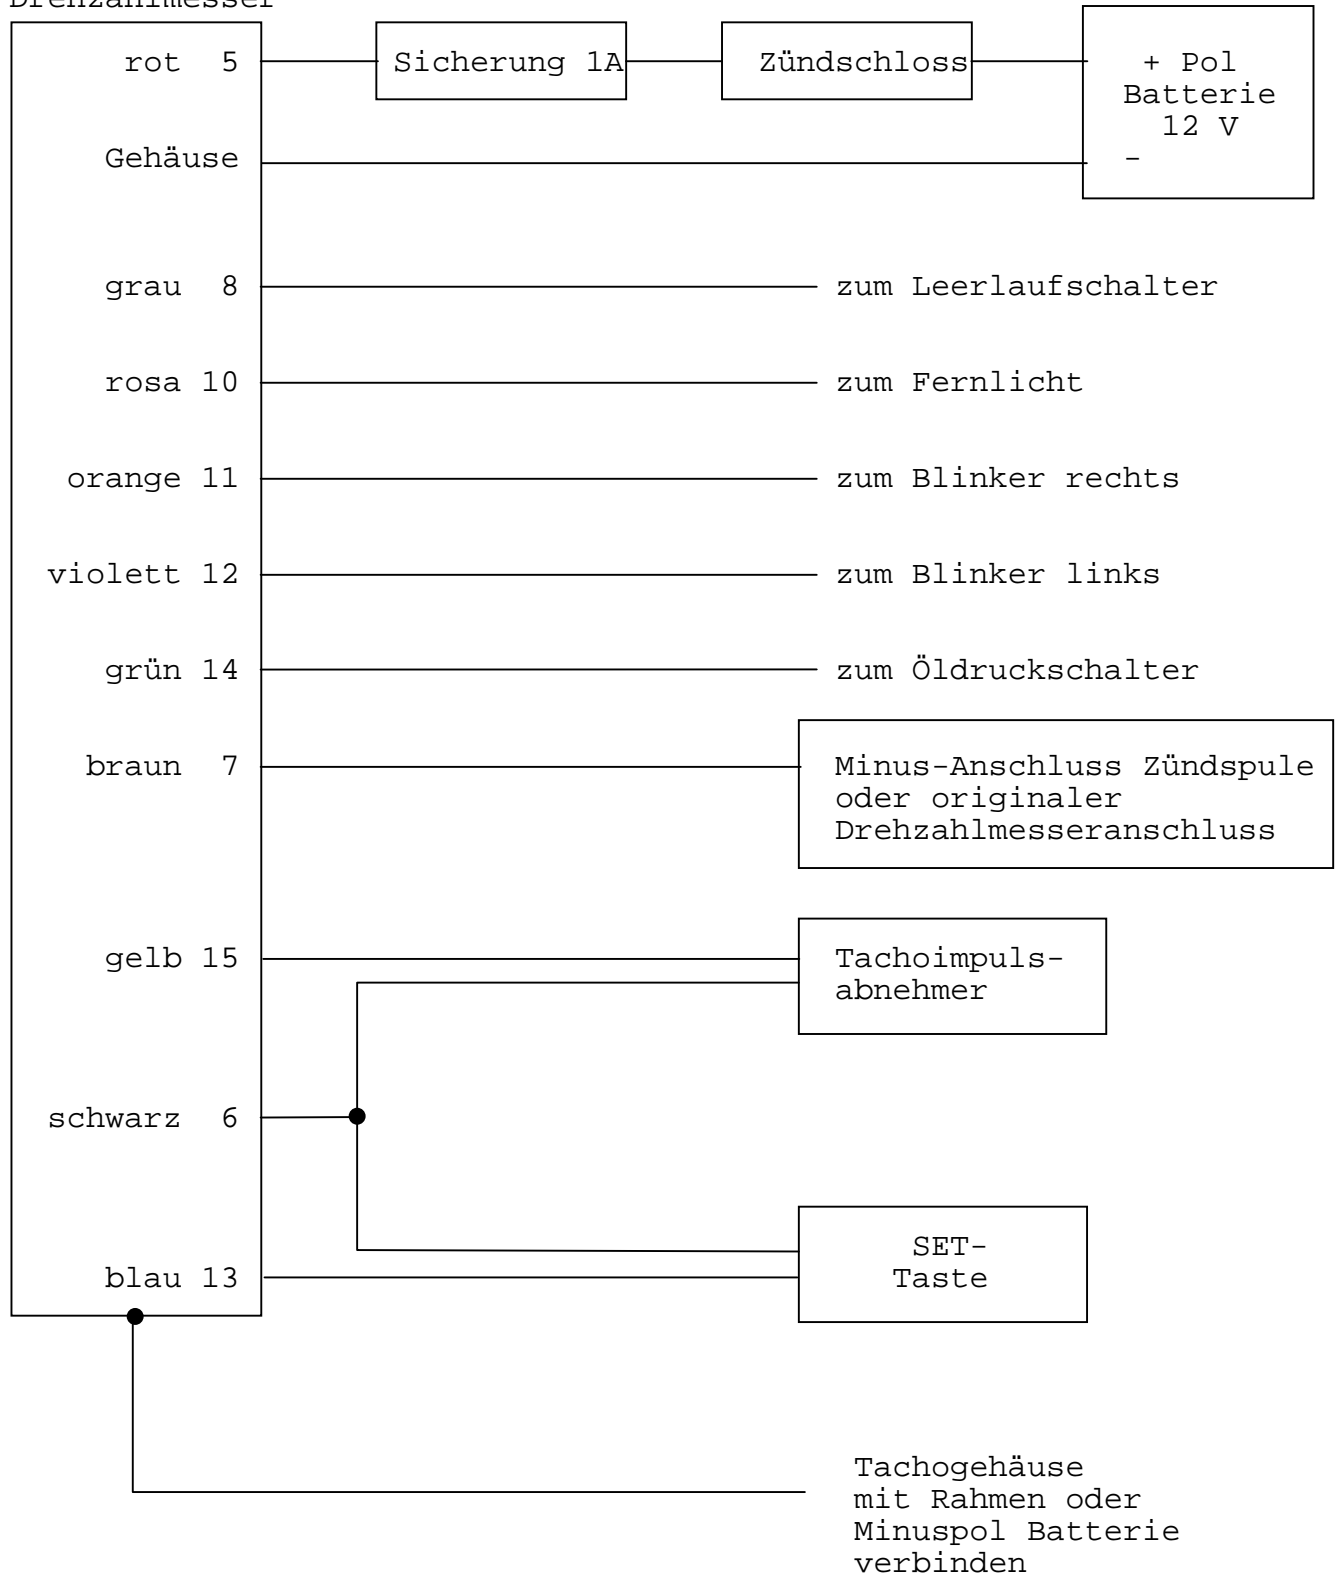 Drehzahlmesser
rot 5
Sicherung 1A
Zündschloss
+ Pol
Batterie
12 V
-
Gehäuse
grau 8
zum Leerlaufschalter
rosa 10
zum Fernlicht
orange 11
zum Blinker rechts
violett 12
zum Blinker links
grün 14
zum Öldruckschalter
braun 7
Minus-Anschluss Zündspule
oder originaler
Drehzahlmesseranschluss
gelb 15
Tachoimpuls-
abnehmer
schwarz 6
SET-
Taste
blau 13
Tachogehäuse
mit Rahmen oder
Minuspol Batterie
verbinden